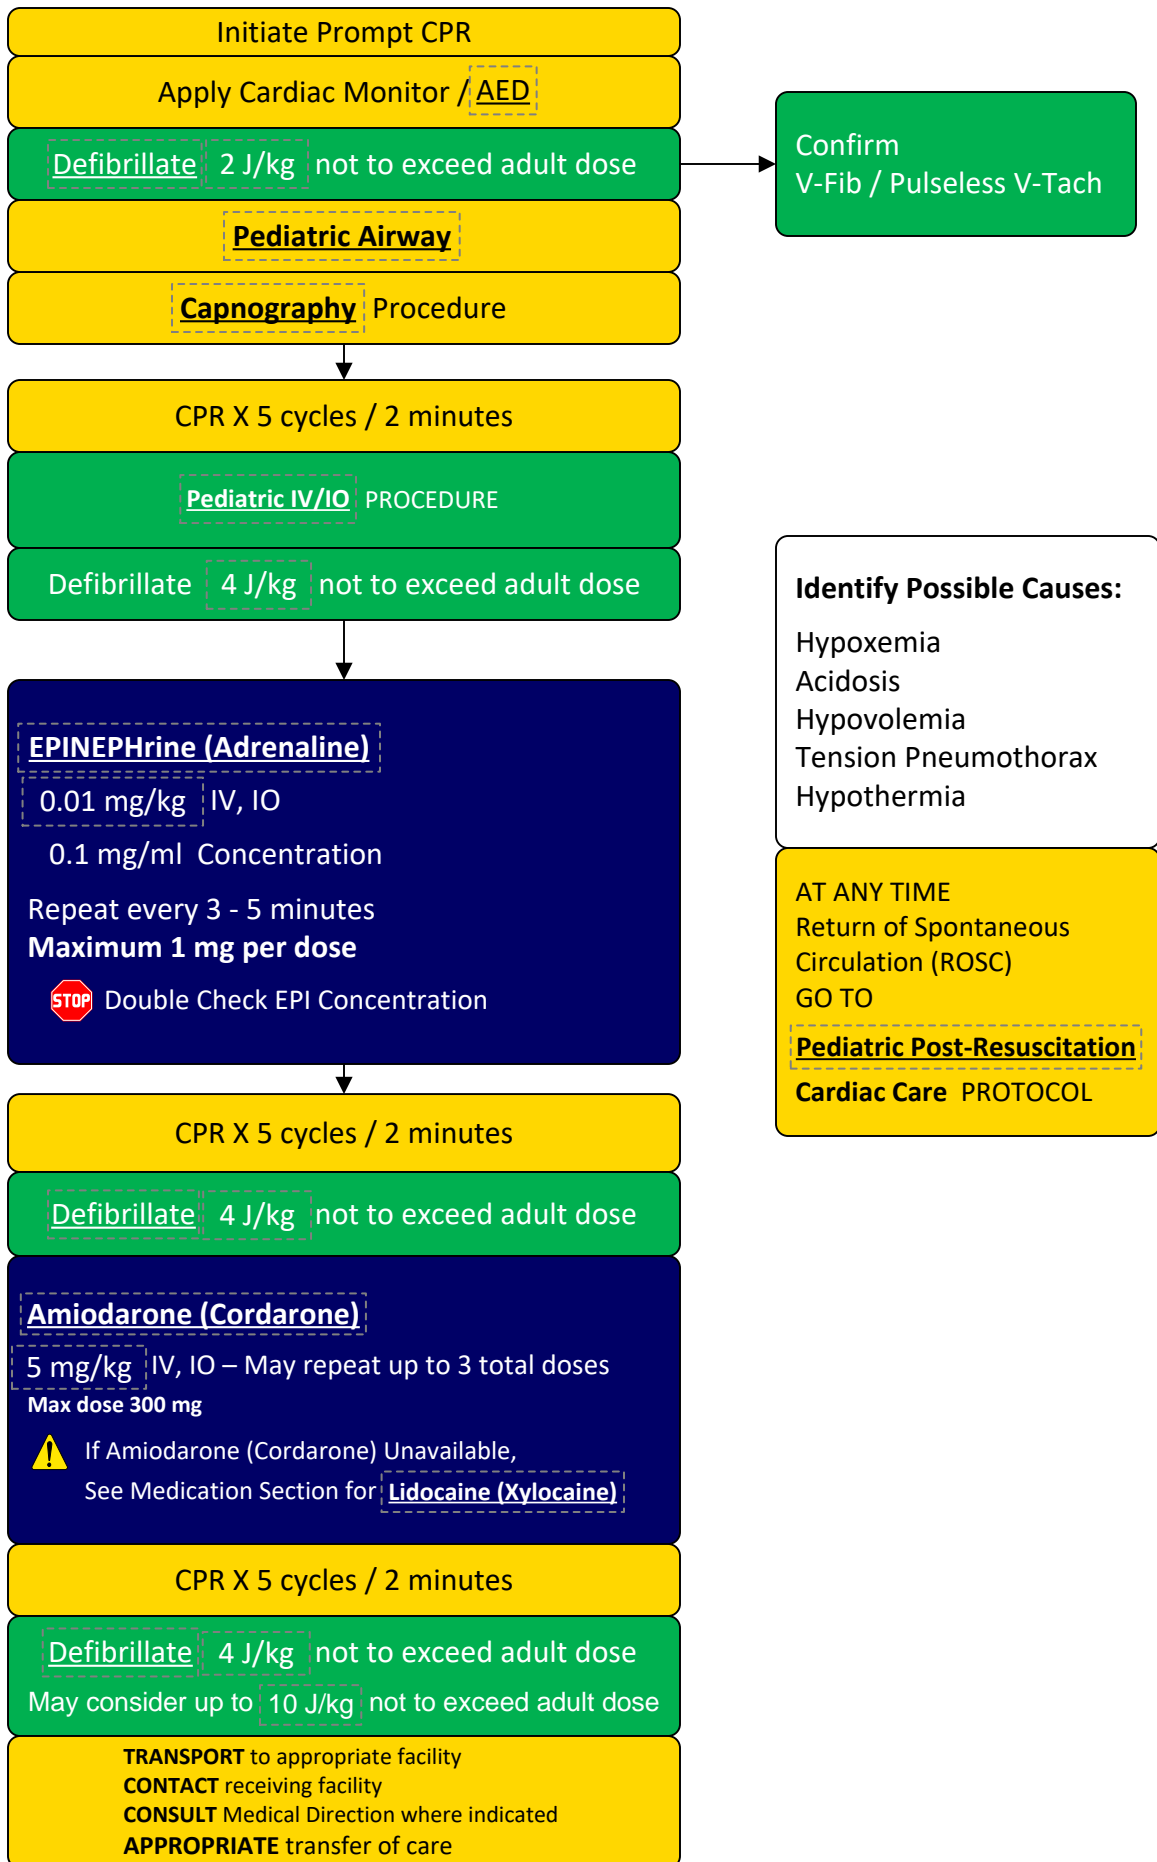 Initiate Prompt CPR
Apply Cardiac Monitor / AED
Defibrillate 2 J/kg not to exceed adult dose
Confirm
V-Fib / Pulseless V-Tach
Pediatric Airway
Capnography Procedure
CPR X 5 cycles / 2 minutes
Pediatric IV/IO PROCEDURE
Defibrillate 4 J/kg not to exceed adult dose
EPINEPHrine (Adrenaline)
0.01 mg/kg IV, IO
0.1 mg/ml Concentration
Repeat every 3 - 5 minutes
Maximum 1 mg per dose
STOP Double Check EPI Concentration
Identify Possible Causes:
Hypoxemia
Acidosis
Hypovolemia
Tension Pneumothorax
Hypothermia
AT ANY TIME
Return of Spontaneous
Circulation (ROSC)
GO TO
Pediatric Post-Resuscitation
Cardiac Care PROTOCOL
CPR X 5 cycles / 2 minutes
Defibrillate 4 J/kg not to exceed adult dose
Amiodarone (Cordarone)
5 mg/kg IV, IO – May repeat up to 3 total doses
Max dose 300 mg
If Amiodarone (Cordarone) Unavailable,
See Medication Section for Lidocaine (Xylocaine)
CPR X 5 cycles / 2 minutes
Defibrillate 4 J/kg not to exceed adult dose
May consider up to 10 J/kg not to exceed adult dose
TRANSPORT to appropriate facility
CONTACT receiving facility
CONSULT Medical Direction where indicated
APPROPRIATE transfer of care